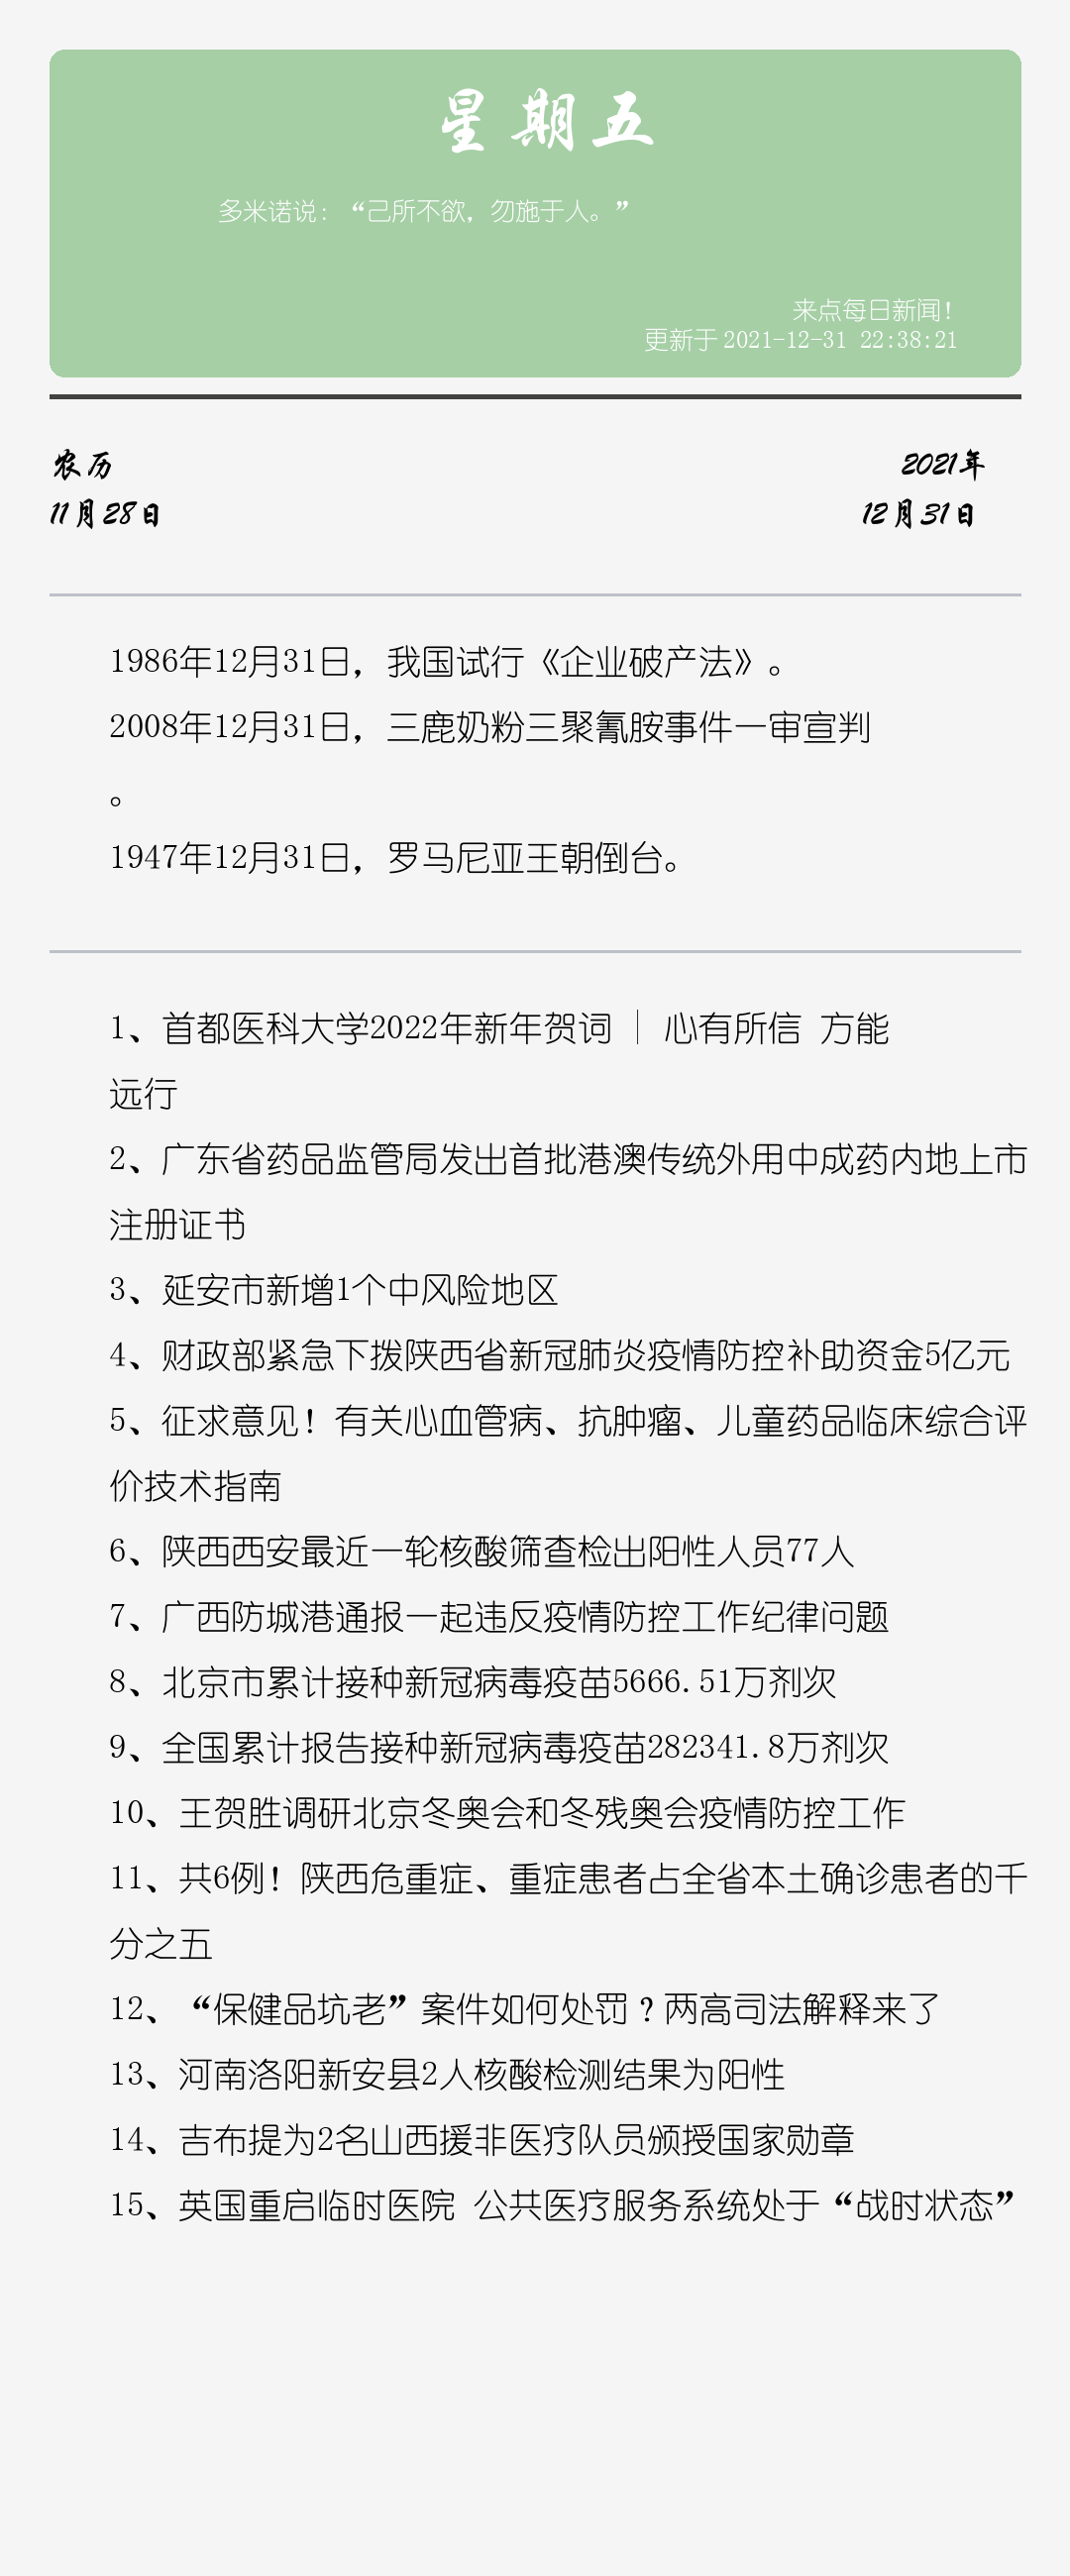 星期五
多米诺说：“己所不欲，勿施于人。”
来点每日新闻！
更新于 2021-12-31 22:38:21
农历
2021年
11月28日
12月31日
1986年12月31日，我国试行《企业破产法》。
2008年12月31日，三鹿奶粉三聚氰胺事件一审宣判
。
1947年12月31日，罗马尼亚王朝倒台。
1、首都医科大学2022年新年贺词 | 心有所信 方能
远行
2、广东省药品监管局发出首批港澳传统外用中成药内地上市
注册证书
3、延安市新增1个中风险地区
4、财政部紧急下拨陕西省新冠肺炎疫情防控补助资金5亿元
5、征求意见！有关心血管病、抗肿瘤、儿童药品临床综合评
价技术指南
6、陕西西安最近一轮核酸筛查检出阳性人员77人
7、广西防城港通报一起违反疫情防控工作纪律问题
8、北京市累计接种新冠病毒疫苗5666.51万剂次
9、全国累计报告接种新冠病毒疫苗282341.8万剂次
10、王贺胜调研北京冬奥会和冬残奥会疫情防控工作
11、共6例！陕西危重症、重症患者占全省本土确诊患者的千
分之五
12、“保健品坑老”案件如何处罚？两高司法解释来了
13、河南洛阳新安县2人核酸检测结果为阳性
14、吉布提为2名山西援非医疗队员颁授国家勋章
15、英国重启临时医院 公共医疗服务系统处于“战时状态”